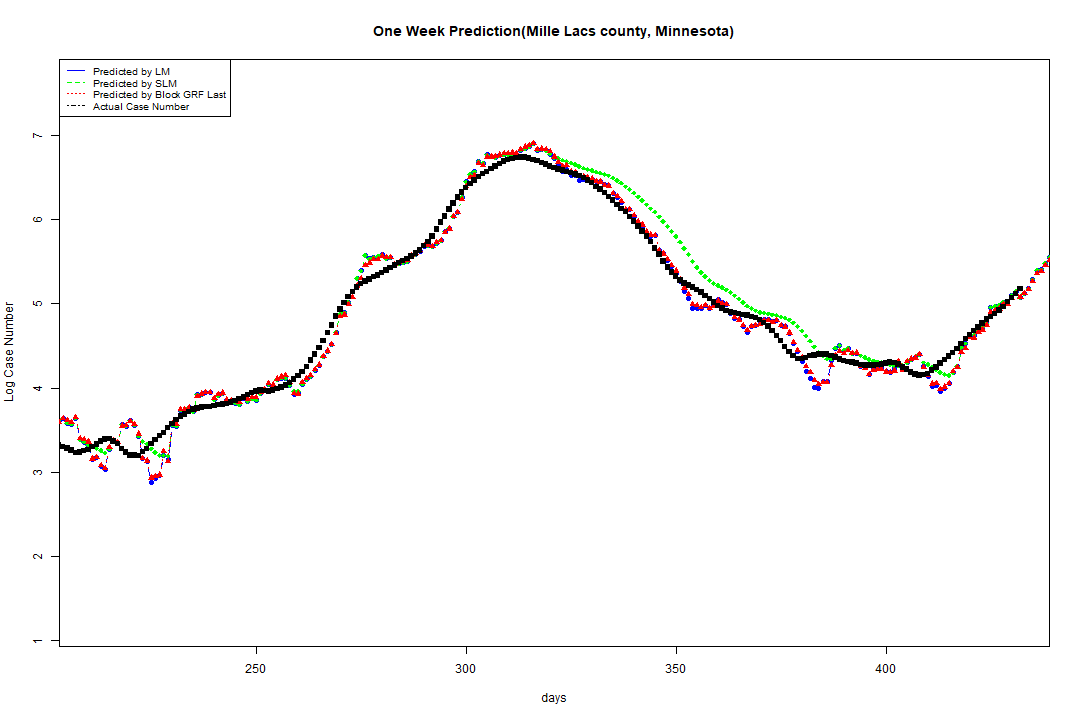 One Week Prediction(Mille Lacs county, Minnesota)
Predicted by LM
Predicted by SLM
Predicted by Block GRF Last
Actual Case Number
7
6
5
4
3
2
1
Log Case Number
250 300 350 400
days